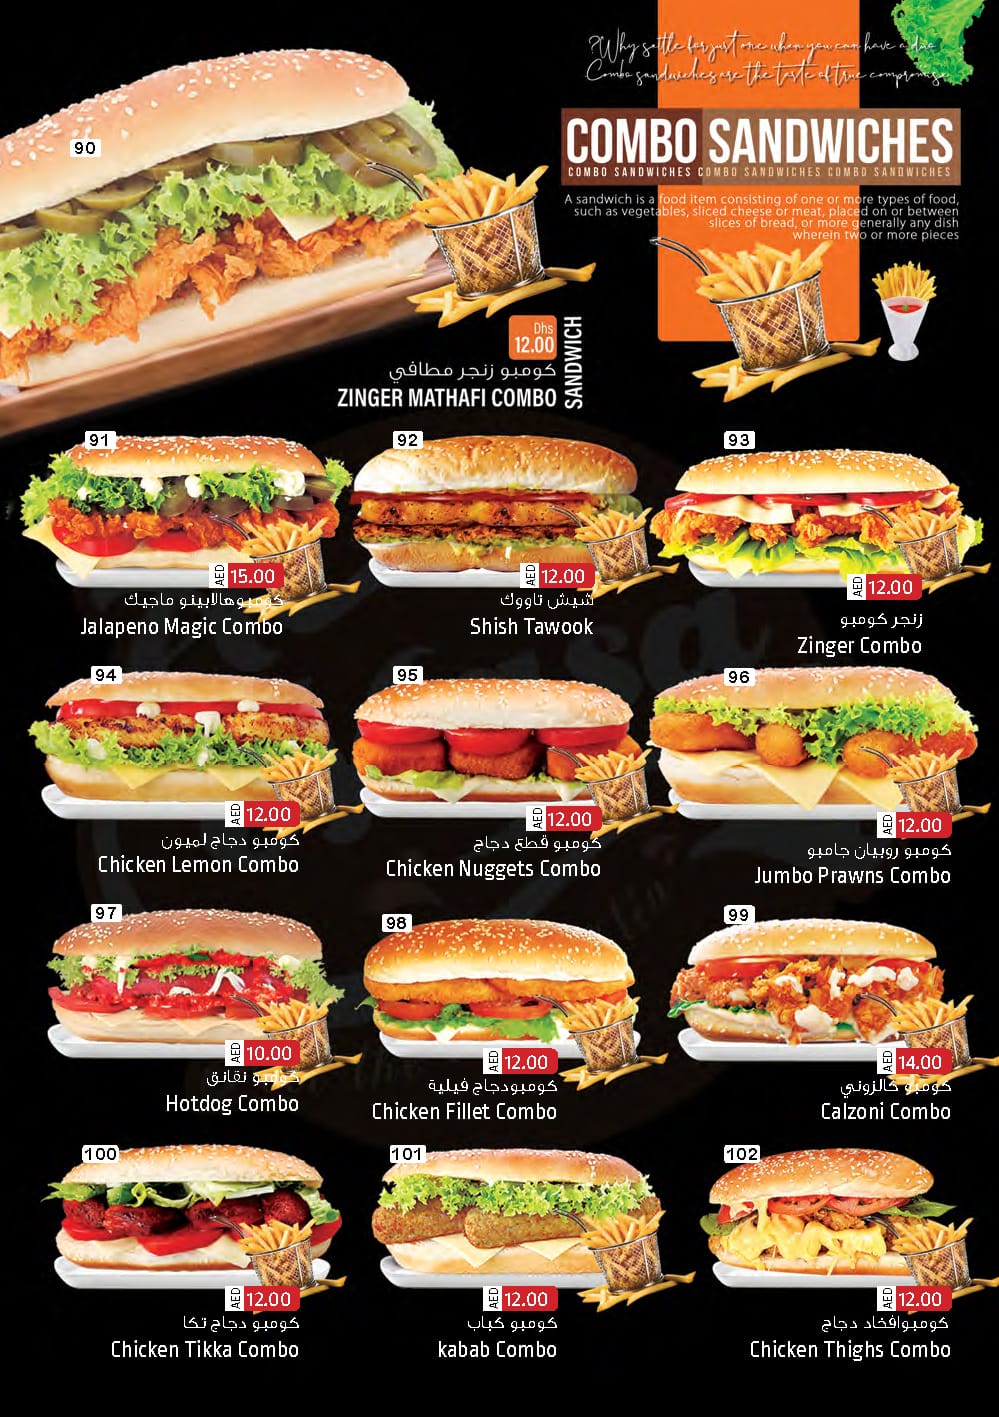 ?Why settle for just one when you can have a duo
Combo sandwiches are the taste of true compromise
COMBO SANDWICHES
COMBO SANDWICHES COMBO SANDWICHES COMBO SANDWICHES
A sandwich is a food item consisting of one or more types of food,
such as vegetables, sliced cheese or meat, placed on or between
slices of bread, or more generally any dish
wherein two or more pieces
90
Dhs
12.00
كومبو زنجر مطافي
ZINGER MATHAFI COMBO
SANDWICH
91
AED 15.00
كومبوهالابينو ماجيك
Jalapeno Magic Combo
92
AED 12.00
شيش تاووك
Shish Tawook
93
AED 12.00
زنجر كومبو
Zinger Combo
94
AED 12.00
كومبو دجاج لميون
Chicken Lemon Combo
95
AED 12.00
كومبو قطع دجاج
Chicken Nuggets Combo
96
AED 12.00
كومبو روبيان جامبو
Jumbo Prawns Combo
97
AED 10.00
كومبو نقانق
Hotdog Combo
98
AED 12.00
كومبودجاج فيلية
Chicken Fillet Combo
99
AED 14.00
كومبو كالزوني
Calzoni Combo
100
AED 12.00
كومبو دجاج تكا
Chicken Tikka Combo
101
AED 12.00
كومبو كباب
kabab Combo
102
AED 12.00
كومبوافخاد دجاج
Chicken Thighs Combo